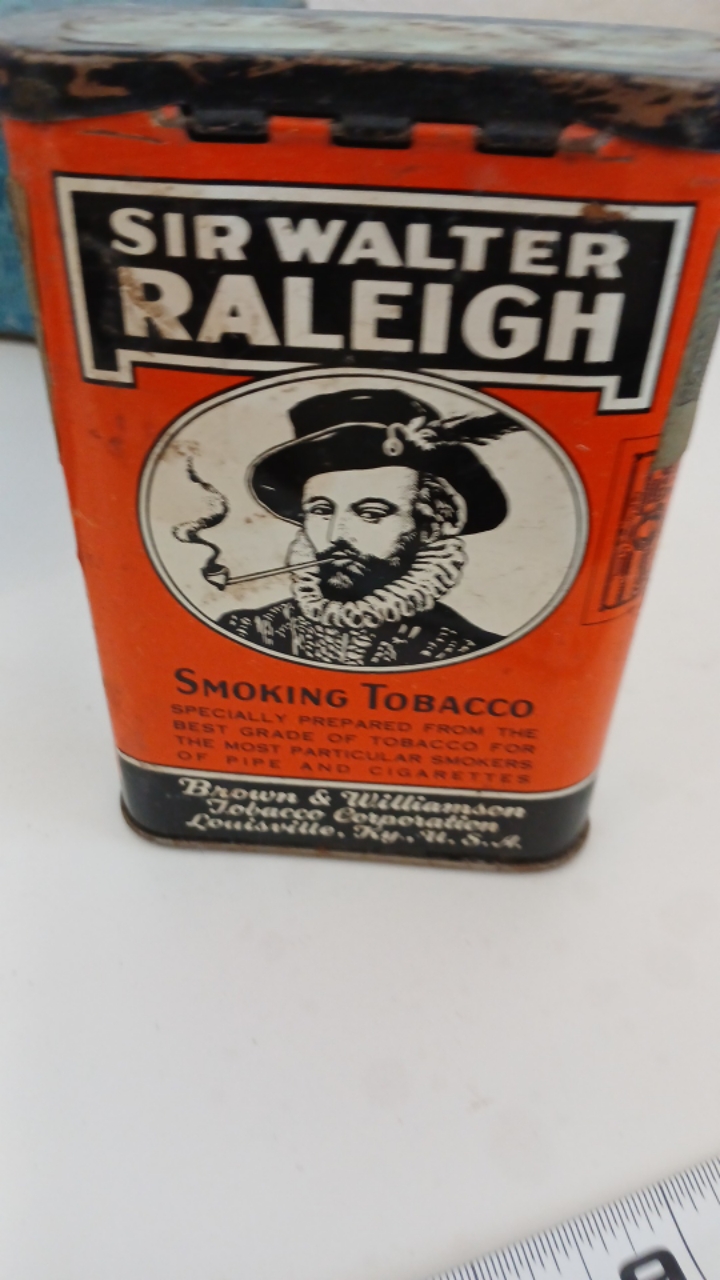 SIR WALTER
RALEIGH
SMOKING TOBACCO
SPECIALLY PREPARED FROM THE
BEST GRADE OF TOBACCO FOR
THE MOST PARTICULAR SMOKERS
OF PIPE AND CIGARETTES
Brown & Williamson
Tobacco Corporation
Louisville, Ky., U.S.A.